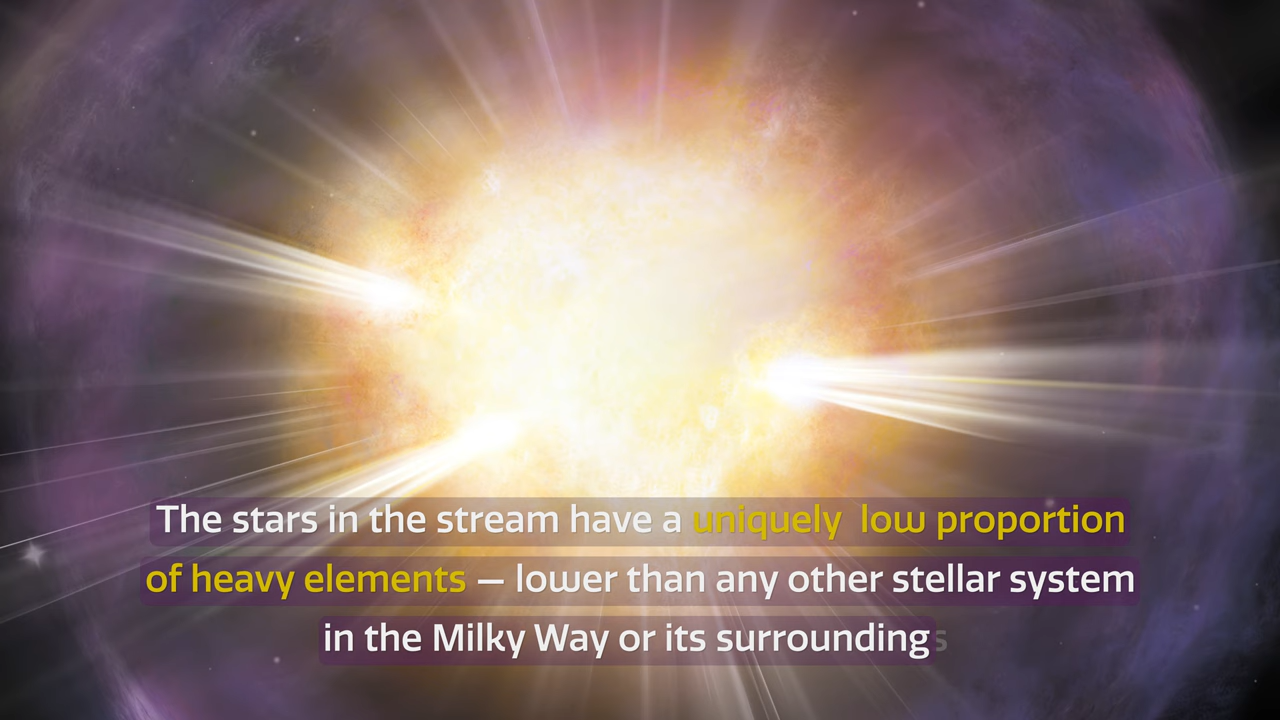 The stars in the stream have a uniquely low proportion
of heavy elements — lower than any other stellar system
in the Milky Way or its surroundings